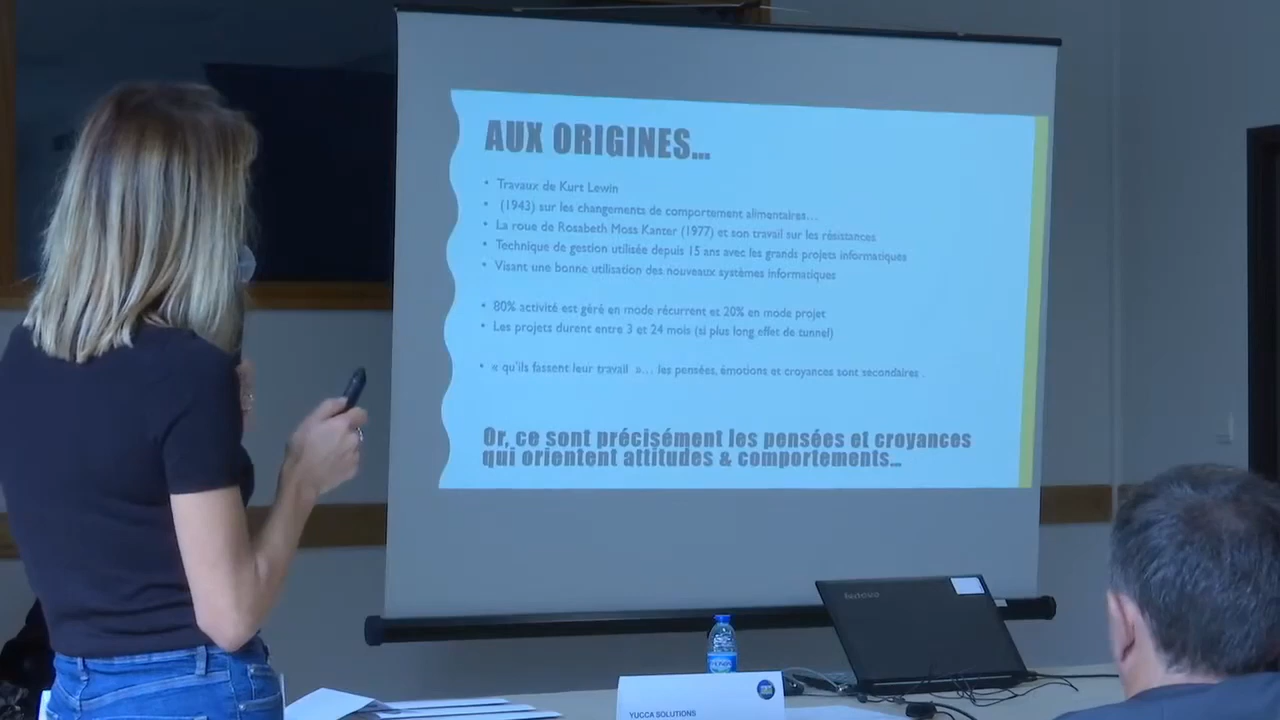 AUX ORIGINES...
• Travaux de Kurt Lewin
• (1943) sur les changements de comportement alimentaires...
• La roue de Rosabeth Moss Kanter (1977) et son travail sur les résistances
• Technique de gestion utilisée depuis 15 ans avec les grands projets informatiques
• Visant une bonne utilisation des nouveaux systèmes informatiques
• 80% activité est géré en mode récurrent et 20% en mode projet
• Les projets durent entre 3 et 24 mois (si plus long effet de tunnel)
• « qu'ils fassent leur travail »... les pensées, émotions et croyances sont secondaires .
Or, ce sont précisément les pensées et croyances
qui orientent attitudes & comportements...
lenovo
YUCCA SOLUTIONS